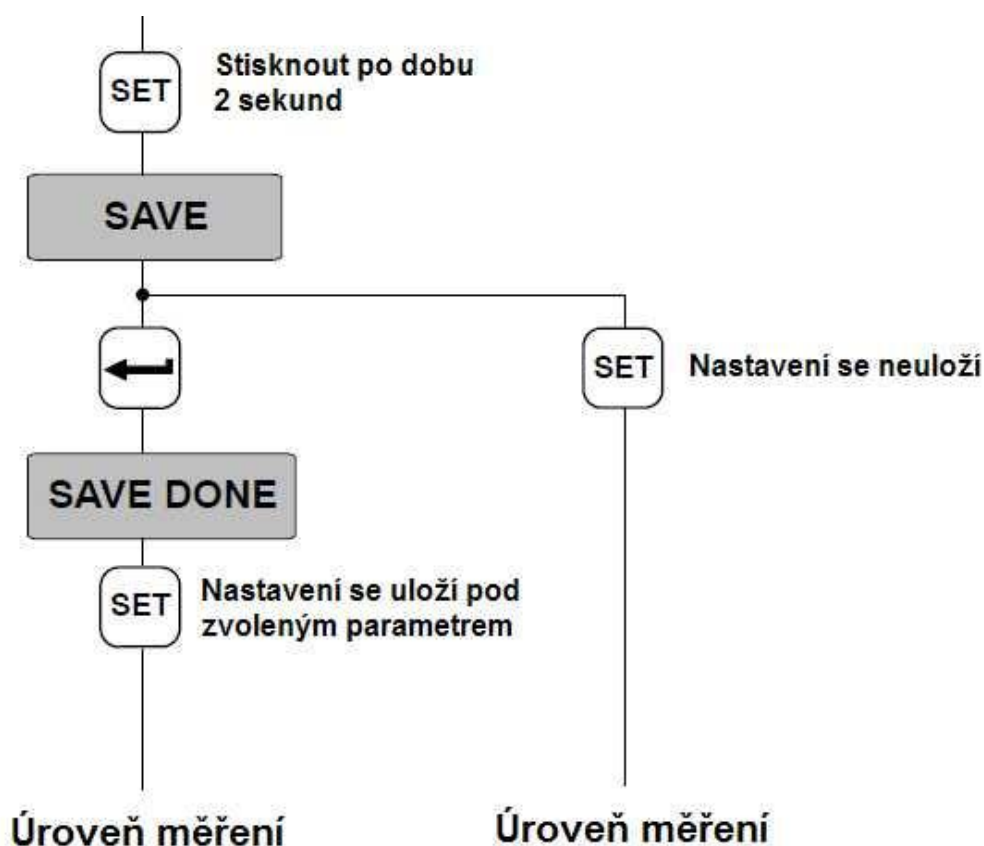 SET
Stisknout po dobu
2 sekund
SAVE
SET
Nastavení se neuloží
SAVE DONE
SET
Nastavení se uloží pod
zvoleným parametrem
Úroveň měření
Úroveň měření